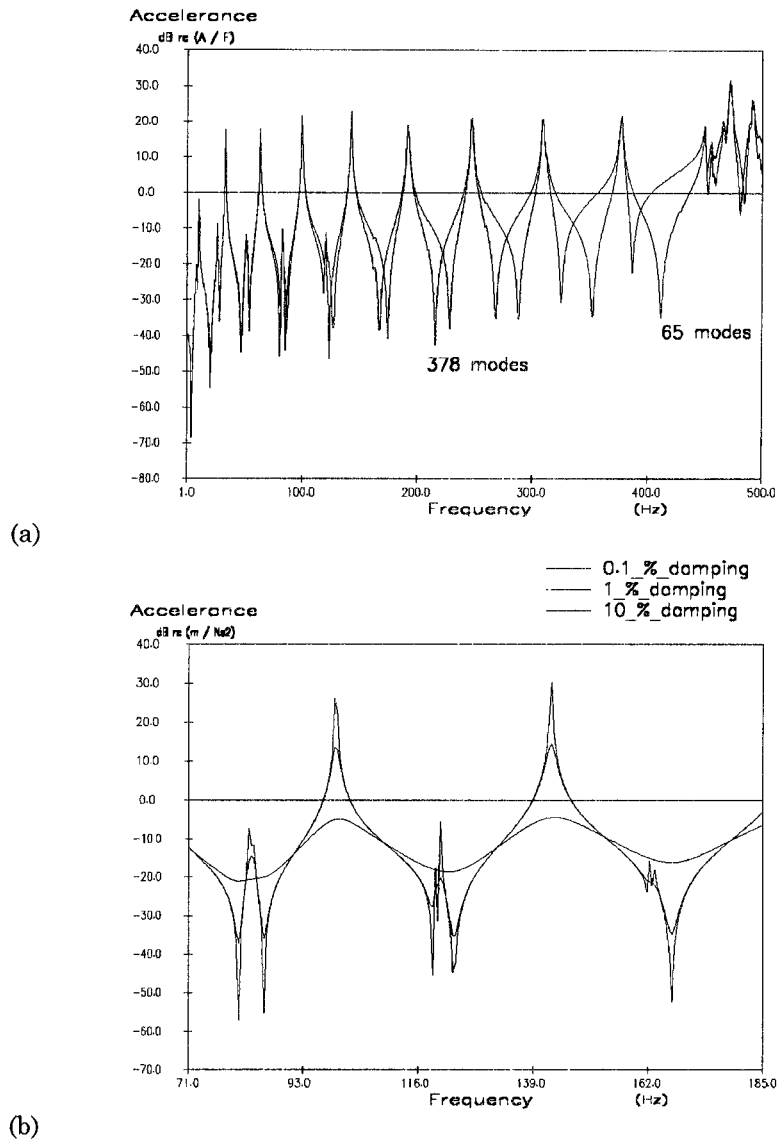 Accelerance
dB re (A / F)
40.0
30.0
20.0
10.0
0.0
-10.0
-20.0
-30.0
-40.0
-50.0
-60.0
-70.0
-80.0
378 modes
65 modes
1.0 100.0 200.0 300.0 400.0 500.0
Frequency (Hz)
(a)
0.1_%_damping
1_%_damping
10_%_damping
Accelerance
dB re (m / Ns2)
40.0
30.0
20.0
10.0
0.0
-10.0
-20.0
-30.0
-40.0
-50.0
-60.0
-70.0
71.0 93.0 116.0 139.0 162.0 185.0
Frequency (Hz)
(b)